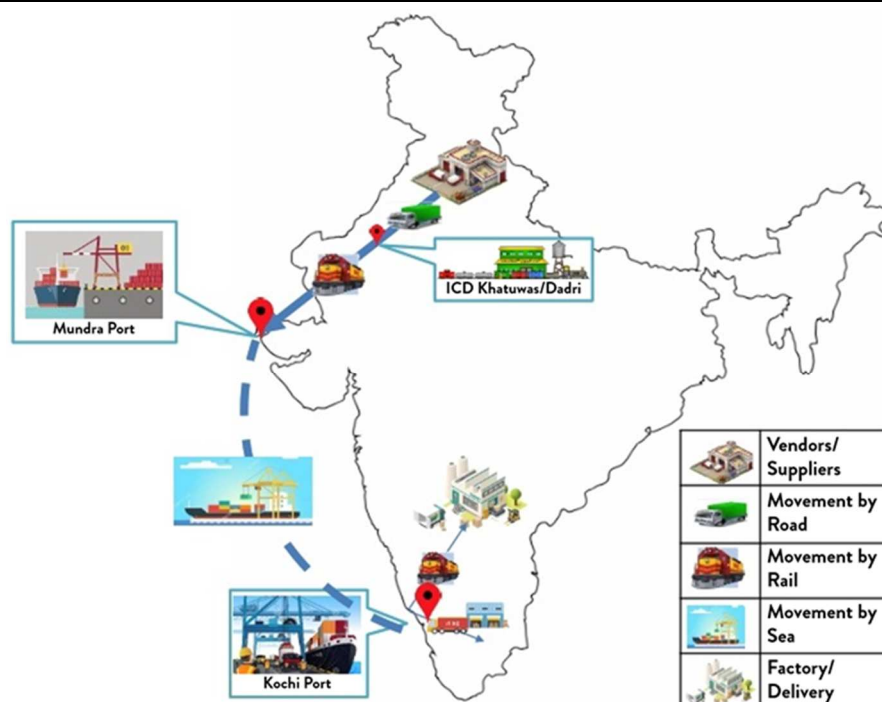 ICD Khatuwas/Dadri
Mundra Port
Kochi Port
Vendors/
Suppliers
Movement by
Road
Movement by
Rail
Movement by
Sea
Factory/
Delivery